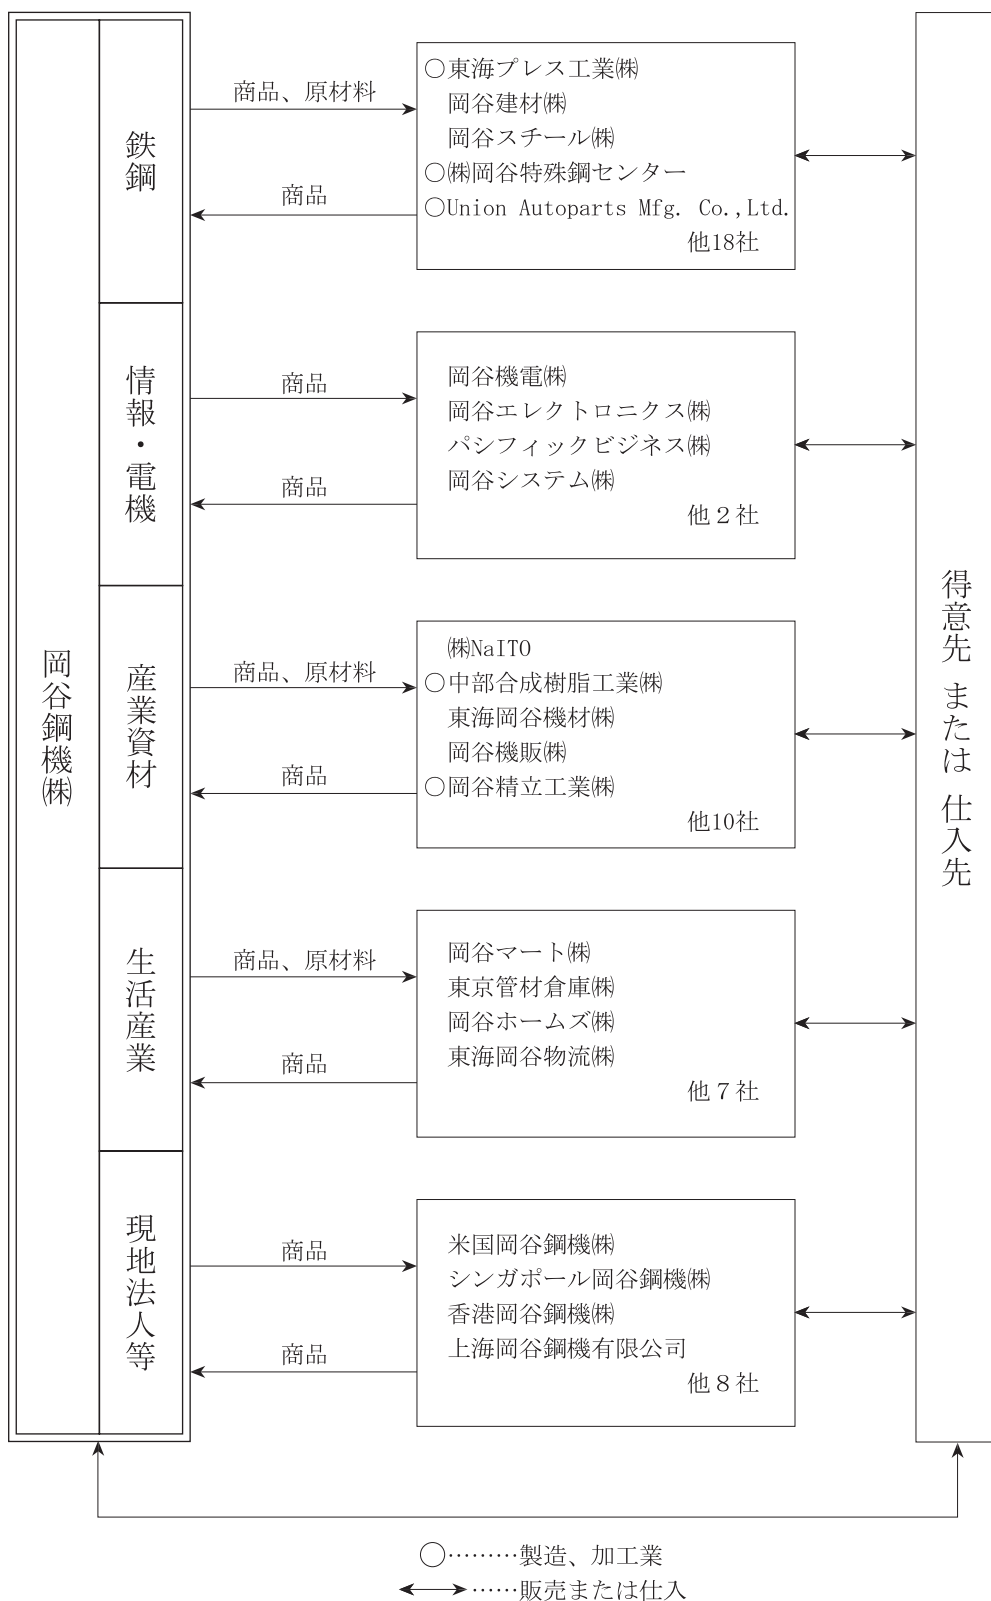 岡谷鋼機㈱
鉄鋼
商品、原材料
商品
○東海プレス工業㈱
岡谷建材㈱
岡谷スチール㈱
○㈱岡谷特殊鋼センター
○Union Autoparts Mfg. Co.,Ltd.
他18社
情報・電機
商品
商品
岡谷機電㈱
岡谷エレクトロニクス㈱
パシフィックビジネス㈱
岡谷システム㈱
他２社
産業資材
商品、原材料
商品
㈱NaITO
○中部合成樹脂工業㈱
東海岡谷機材㈱
岡谷機販㈱
○岡谷精立工業㈱
他10社
生活産業
商品、原材料
商品
岡谷マート㈱
東京管材倉庫㈱
岡谷ホームズ㈱
東海岡谷物流㈱
他７社
現地法人等
商品
商品
米国岡谷鋼機㈱
シンガポール岡谷鋼機㈱
香港岡谷鋼機㈱
上海岡谷鋼機有限公司
他８社
得意先 または 仕入先
○………製造、加工業
……販売または仕入